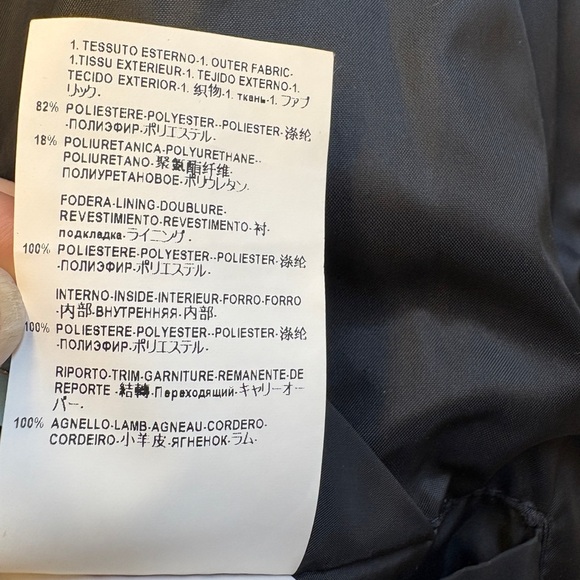 1. TESSUTO ESTERNO-1. OUTER FABRIC-
1.TISSU EXTERIEUR-1. TEJIDO EXTERNO-1.
TECIDO EXTERIOR-1. 织物-1. ткань-1. ファブ
リック-
82% POLIESTERE-POLYESTER--POLIESTER-涤纶
-ПОЛИЭФИР-ポリエステル-
18% POLIURETANICA-POLYURETHANE--
POLIURETANO-聚氨酯纤维-
ПОЛИУРЕТАНОВОЕ-ポリウレタン-
FODERA-LINING-DOUBLURE-
REVESTIMIENTO-REVESTIMENTO-衬-
подкладка-ライニング-
100% POLIESTERE-POLYESTER--POLIESTER-涤纶
-ПОЛИЭФИР-ポリエステル-
INTERNO-INSIDE-INTERIEUR-FORRO-FORRO
-内部-ВНУТРЕННЯЯ-内部-
100% POLIESTERE-POLYESTER--POLIESTER-涤纶
-ПОЛИЭФИР-ポリエステル-
RIPORTO-TRIM-GARNITURE-REMANENTE-DE
REPORTE-結轉-Переходящий-キャリーオー
バー-
100% AGNELLO-LAMB-AGNEAU-CORDERO-
CORDEIRO-小羊皮-ЯГНЕНОК-ラム-